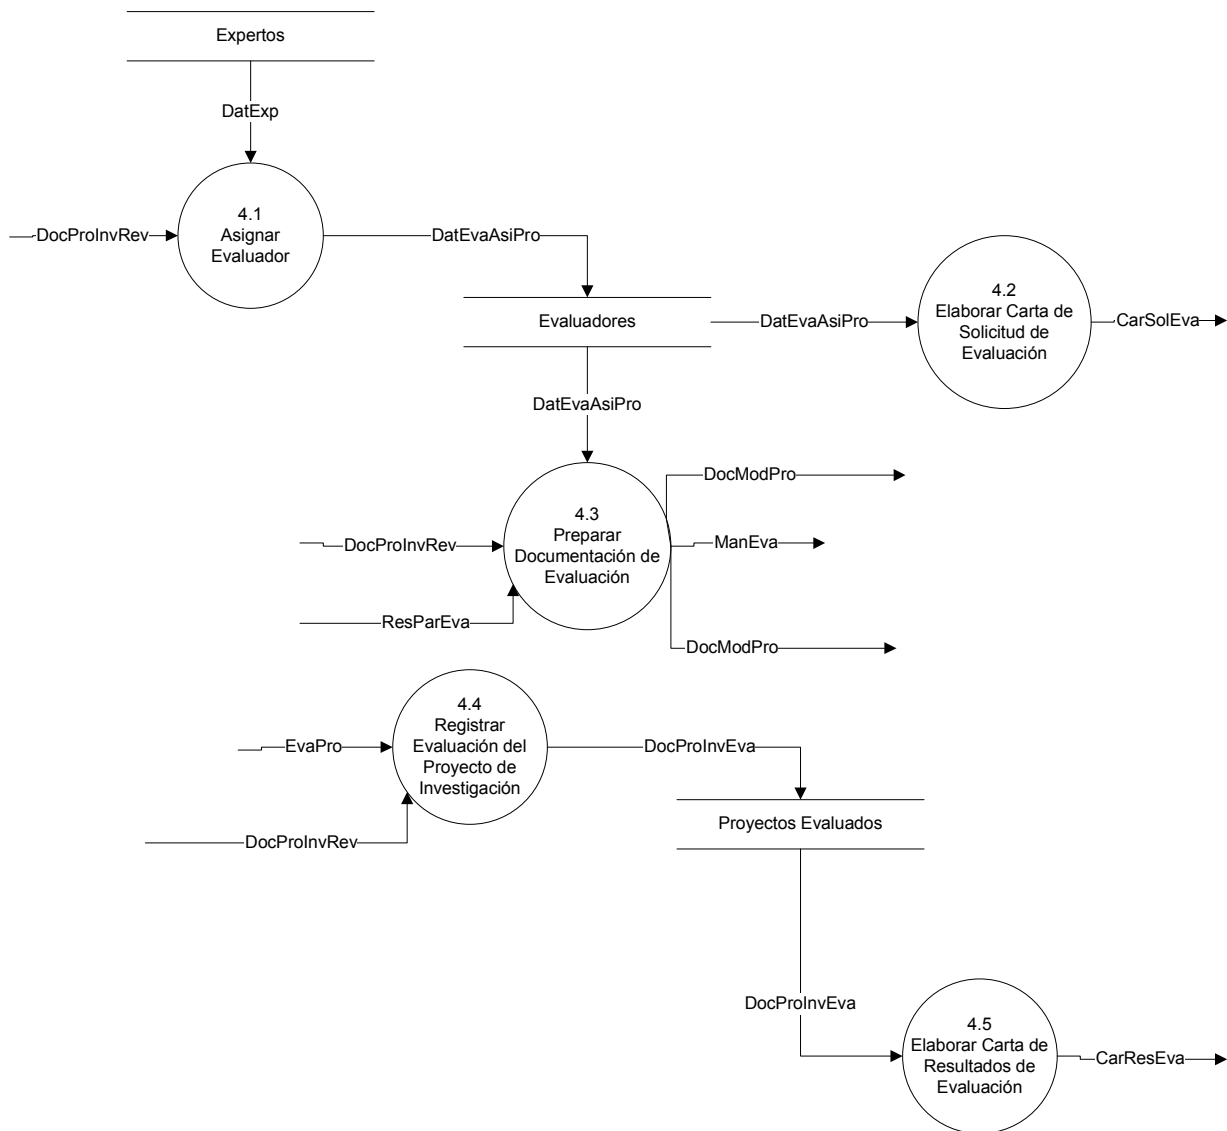 Expertos
DatExp
4.1
Asignar
Evaluador
DocProInvRev
DatEvaAsiPro
Evaluadores
DatEvaAsiPro
4.2
Elaborar Carta de
Solicitud de
Evaluación
CarSolEva
DatEvaAsiPro
4.3
Preparar
Documentación de
Evaluación
DocProInvRev
ResParEva
DocModPro
ManEva
DocModPro
4.4
Registrar
Evaluación del
Proyecto de
Investigación
EvaPro
DocProInvRev
DocProInvEva
Proyectos Evaluados
DocProInvEva
4.5
Elaborar Carta de
Resultados de
Evaluación
CarResEva